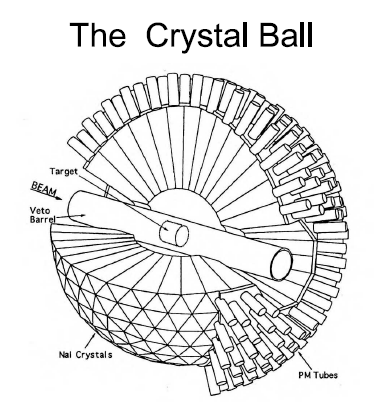 The Crystal Ball
Target
BEAM
Veto
Barrel
NaI Crystals
PM Tubes